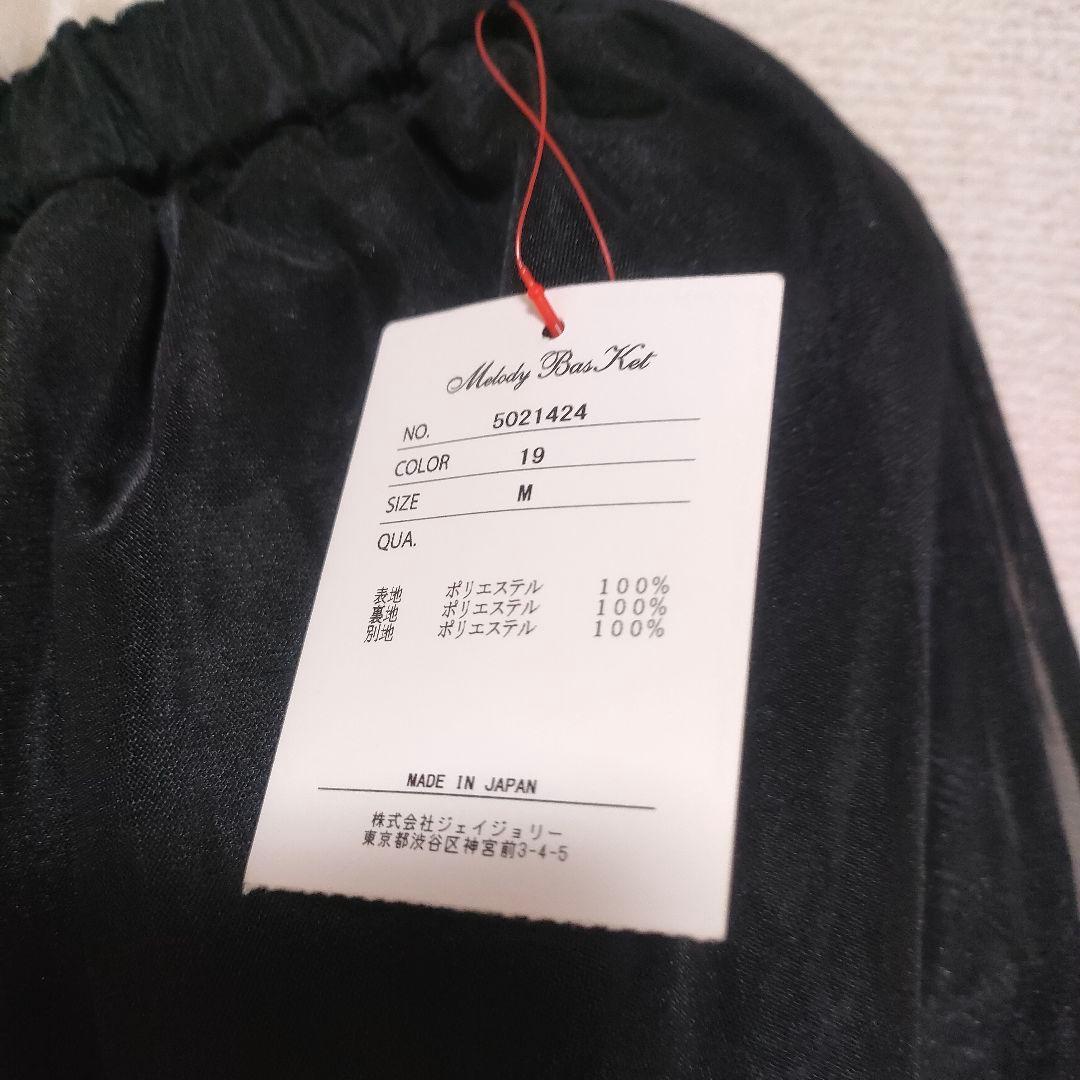 Melody BasKet
NO. 5021424
COLOR 19
SIZE M
QUA.
表地 ポリエステル 100%
裏地 ポリエステル 100%
別地 ポリエステル 100%
MADE IN JAPAN
株式会社ジェイジョリー
東京都渋谷区神宮前3-4-5